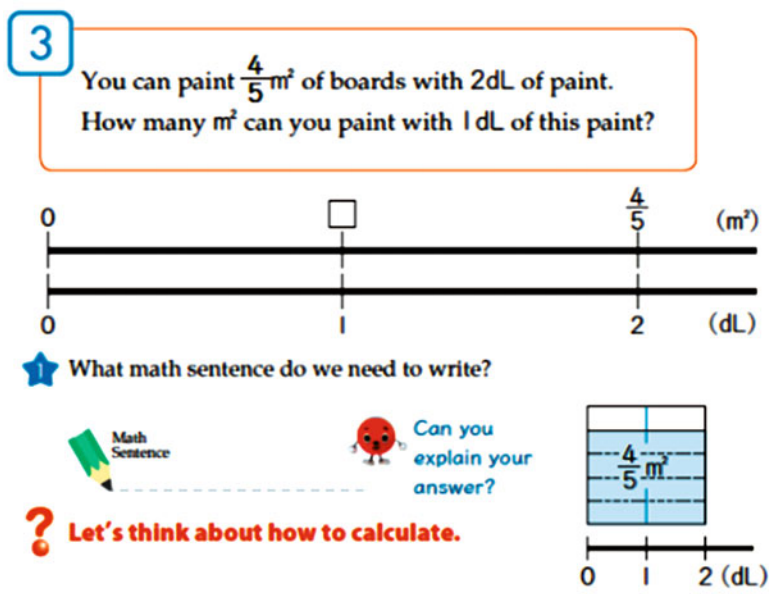 3
You can paint 4/5 m² of boards with 2dL of paint.
How many m² can you paint with 1dL of this paint?
0 □ 4/5 (m²)
0 1 2 (dL)
1 What math sentence do we need to write?
Math
Sentence
Can you
explain your
answer?
4/5 m²
? Let's think about how to calculate.
0 1 2 (dL)